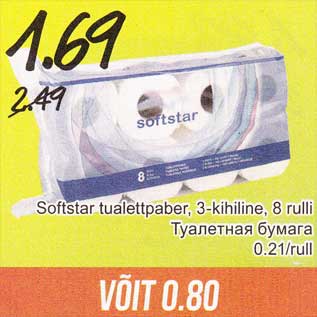 1.69
2.49
softstar
8
Softstar tualettpaber, 3-kihiline, 8 rulli
Туалетная бумага
0.21/rull
VÕIT 0.80